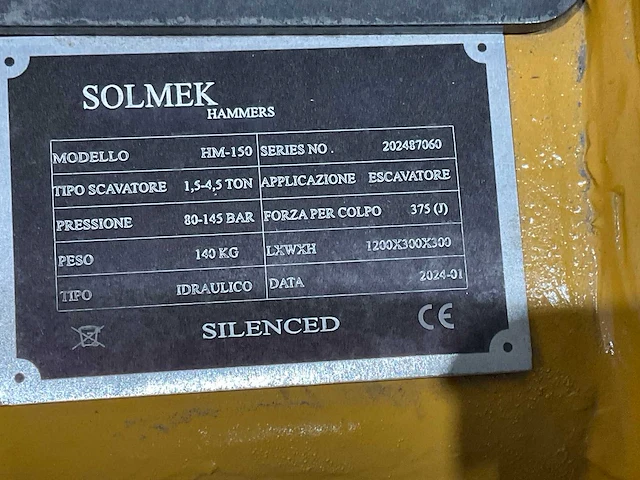 SOLMEK
HAMMERS
MODELLO HM-150 SERIES NO. 202487060
TIPO SCAVATORE 1,5-4,5 TON APPLICAZIONE ESCAVATORE
PRESSIONE 80-145 BAR FORZA PER COLPO 375 (J)
PESO 140 KG LXWXH 1200X300X300
TIPO IDRAULICO DATA 2024-01
SILENCED CE